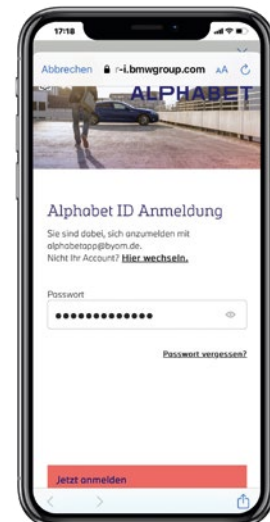 17:18
Abbrechen r-i.bmwgroup.com AA
ALPHABET
Alphabet ID Anmeldung
Sie sind dabei, sich anzumelden mit
alphabetapp@byom.de.
Nicht Ihr Account? Hier wechseln.
Passwort
Passwort vergessen?
Jetzt anmelden